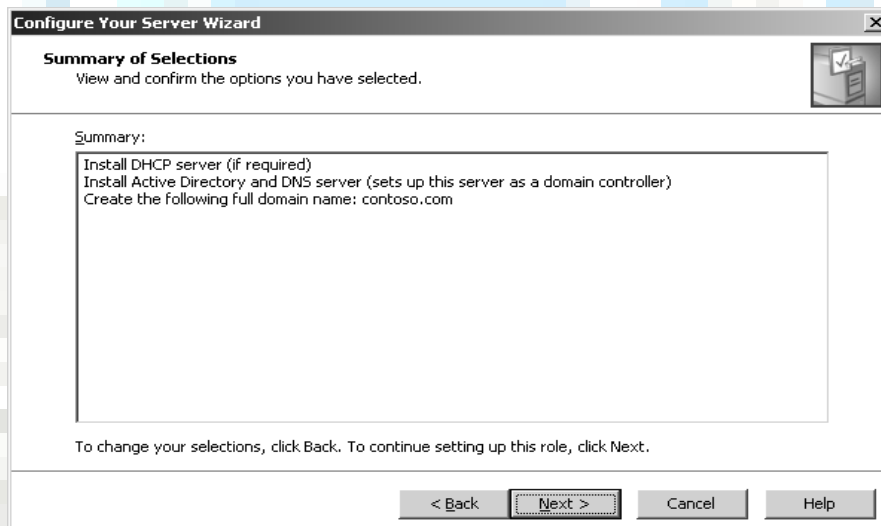 Configure Your Server Wizard
Summary of Selections
View and confirm the options you have selected.
Summary:
Install DHCP server (if required)
Install Active Directory and DNS server (sets up this server as a domain controller)
Create the following full domain name: contoso.com
To change your selections, click Back. To continue setting up this role, click Next.
< Back
Next >
Cancel
Help